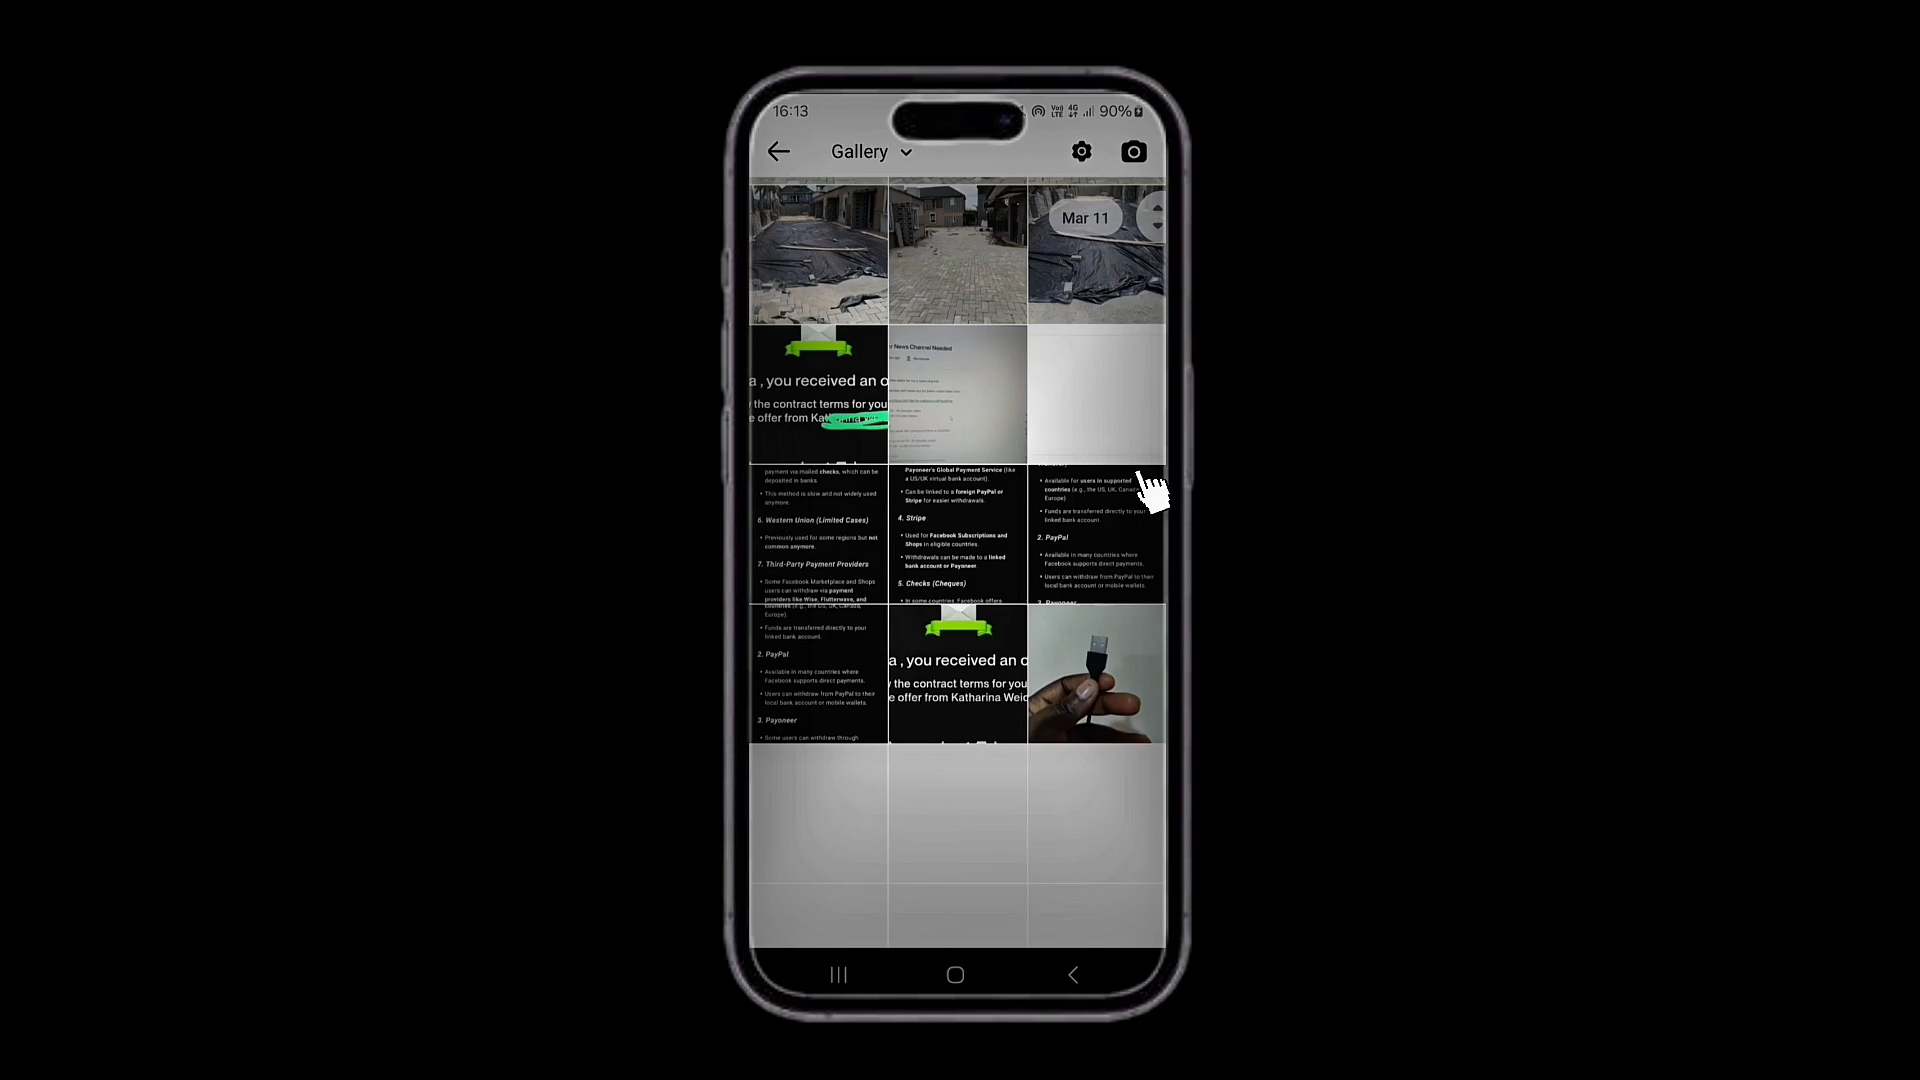 16:13
Vo)) 4G 90%
LTE
Gallery
Mar 11
a , you received an o
the contract terms for you
e offer from Kat
r News Channel Needed
payment via mailed checks, which can be
deposited in banks.
• This method is slow and not widely used
anymore.
6. Western Union (Limited Cases)
• Previously used for some regions but not
common anymore.
7. Third-Party Payment Providers
• Some Facebook Marketplace and Shops
users can withdraw via payment
providers like Wise, Flutterwave, and
Payoneer's Global Payment Service (like
a US/UK virtual bank account).
• Can be linked to a foreign PayPal or
Stripe for easier withdrawals.
4. Stripe
• Used for Facebook Subscriptions and
Shops in eligible countries.
• Withdrawals can be made to a linked
bank account or Payoneer.
5. Checks (Cheques)
• In some countries, Facebook offers
• Available for users in supported
countries (e.g., the US, UK, Canada
Europe)
• Funds are transferred directly to your
linked bank account.
2. PayPal
• Available in many countries where
Facebook supports direct payments.
• Users can withdraw from PayPal to their
local bank account or mobile wallets.
3. Payoneer
countries (e.g., the US, UK, Canada,
Europe).
• Funds are transferred directly to your
linked bank account.
2. PayPal
• Available in many countries where
Facebook supports direct payments.
• Users can withdraw from PayPal to their
local bank account or mobile wallets.
3. Payoneer
• Some users can withdraw through
a , you received an o
the contract terms for you
e offer from Katharina Weid